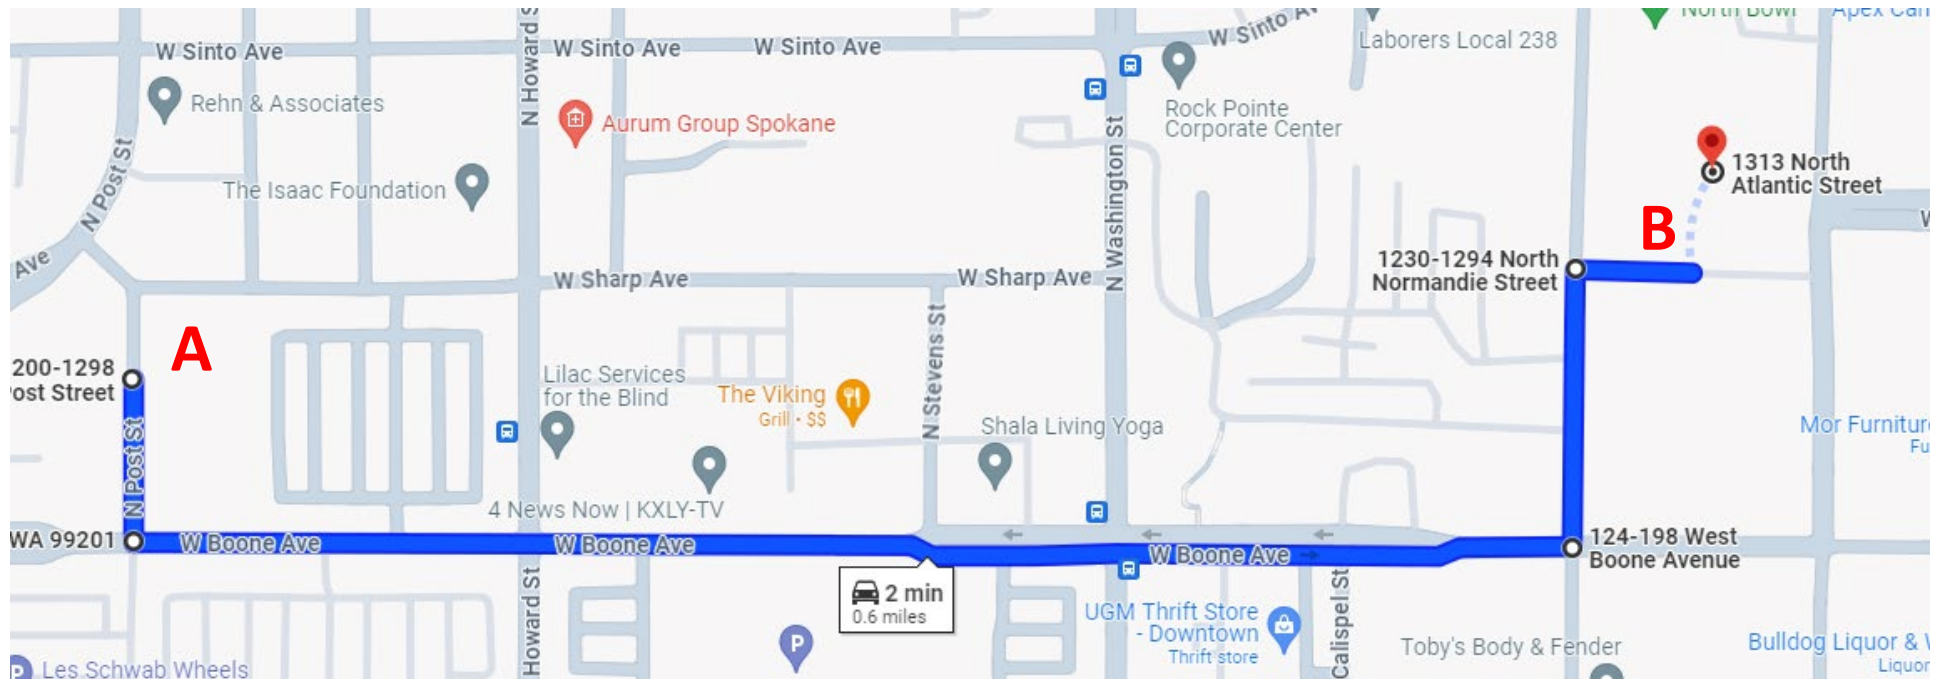 North Bowl
W Sinto Ave
W Sinto Ave
W Sinto Ave
W Sinto Av
Laborers Local 238
N Howard S
Rehn & Associates
Aurum Group Spokane
Rock Pointe
Corporate Center
N Post St
The Isaac Foundation
N Washington St
1313 North
Atlantic Street
B
W
Ave
W Sharp Ave
W Sharp Ave
1230-1294 North
Normandie Street
A
200-1298
ost Street
N Post St
Lilac Services
for the Blind
The Viking
Grill · $$
N Stevens St
Shala Living Yoga
Mor Furnitur
Fu
4 News Now | KXLY-TV
WA 99201
W Boone Ave
W Boone Ave
W Boone Ave
124-198 West
Boone Avenue
2 min
0.6 miles
Howard St
P
UGM Thrift Store
- Downtown
Thrift store
Calispel St
Toby's Body & Fender
Bulldog Liquor & W
Liquor
P
Les Schwab Wheels